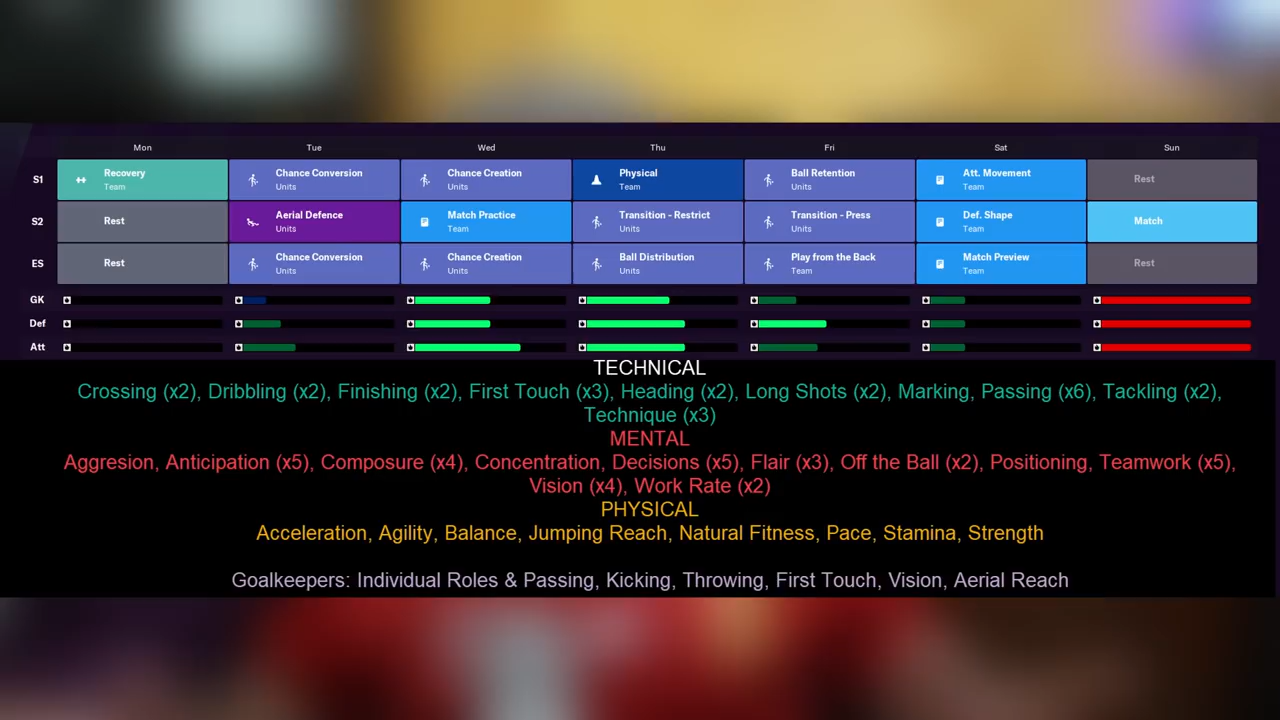 Mon Tue Wed Thu Fri Sat Sun
S1 Recovery Chance Conversion Chance Creation Physical Ball Retention Att. Movement Rest
Team Units Units Team Units Team
S2 Rest Aerial Defence Match Practice Transition - Restrict Transition - Press Def. Shape Match
Units Team Units Units Team
ES Rest Chance Conversion Chance Creation Ball Distribution Play from the Back Match Preview Rest
Units Units Units Team Team
GK
Def
Att
TECHNICAL
Crossing (x2), Dribbling (x2), Finishing (x2), First Touch (x3), Heading (x2), Long Shots (x2), Marking, Passing (x6), Tackling (x2),
Technique (x3)
MENTAL
Aggresion, Anticipation (x5), Composure (x4), Concentration, Decisions (x5), Flair (x3), Off the Ball (x2), Positioning, Teamwork (x5),
Vision (x4), Work Rate (x2)
PHYSICAL
Acceleration, Agility, Balance, Jumping Reach, Natural Fitness, Pace, Stamina, Strength
Goalkeepers: Individual Roles & Passing, Kicking, Throwing, First Touch, Vision, Aerial Reach